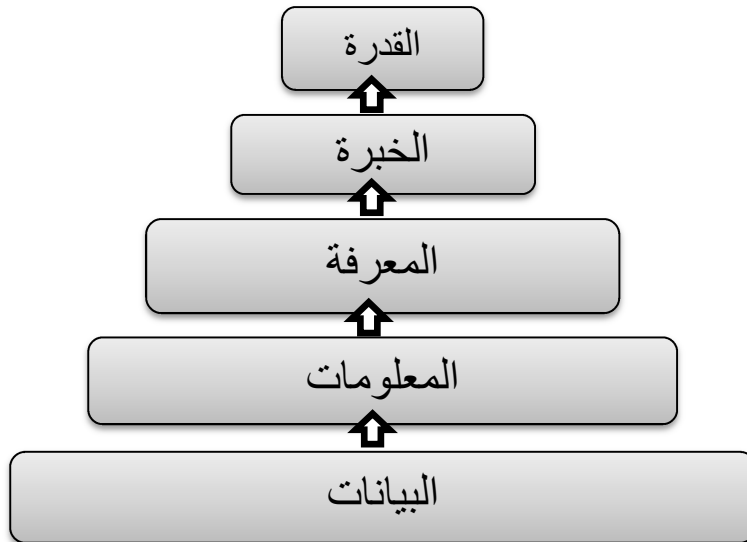 القدرة
الخبرة
المعرفة
المعلومات
البيانات